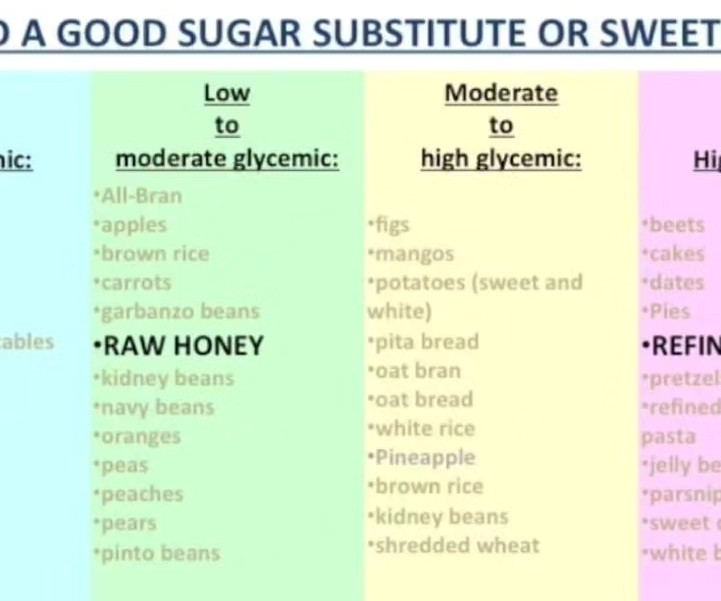 A GOOD SUGAR SUBSTITUTE OR SWEET
Low
to
moderate glycemic:
•All-Bran
•apples
•brown rice
•carrots
•garbanzo beans
•RAW HONEY
•kidney beans
•navy beans
•oranges
•peas
•peaches
•pears
•pinto beans
Moderate
to
high glycemic:
•figs
•mangos
•potatoes (sweet and
white)
•pita bread
•oat bran
•oat bread
•white rice
•Pineapple
•brown rice
•kidney beans
•shredded wheat
•beets
•cakes
•dates
•Pies
•REFIN
•pretzel
•refined
pasta
•jelly be
•parsnip
•sweet
•white b